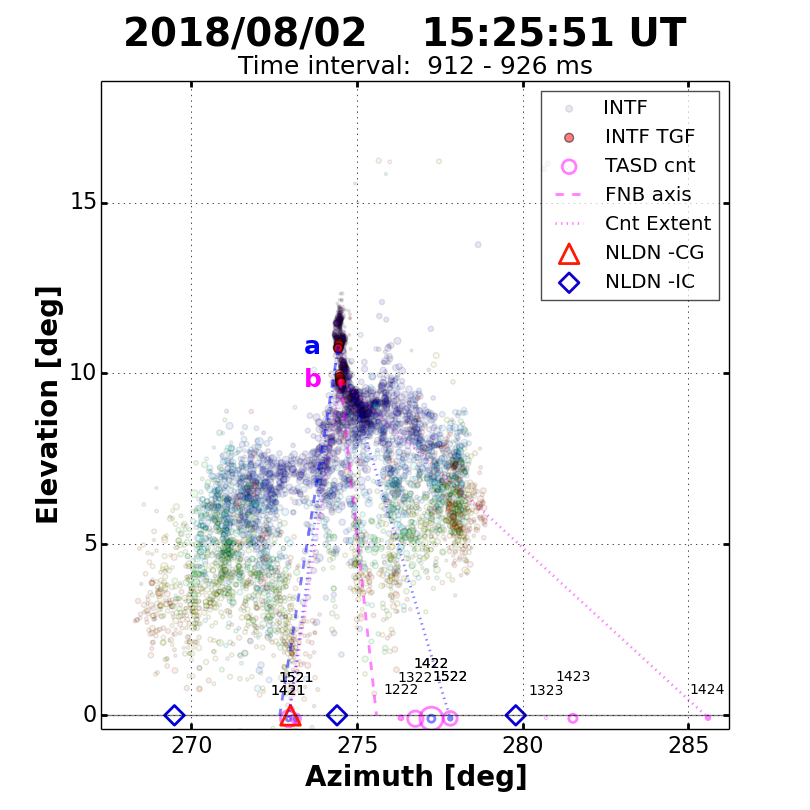 2018/08/02 15:25:51 UT
Time interval: 912 - 926 ms
INTF
INTF TGF
TASD cnt
FNB axis
Cnt Extent
NLDN -CG
NLDN -IC
15
10
5
0
Elevation [deg]
a
b
1422
1521
1322
1522
1423
1421
1222
1323
1424
270
275
280
285
Azimuth [deg]